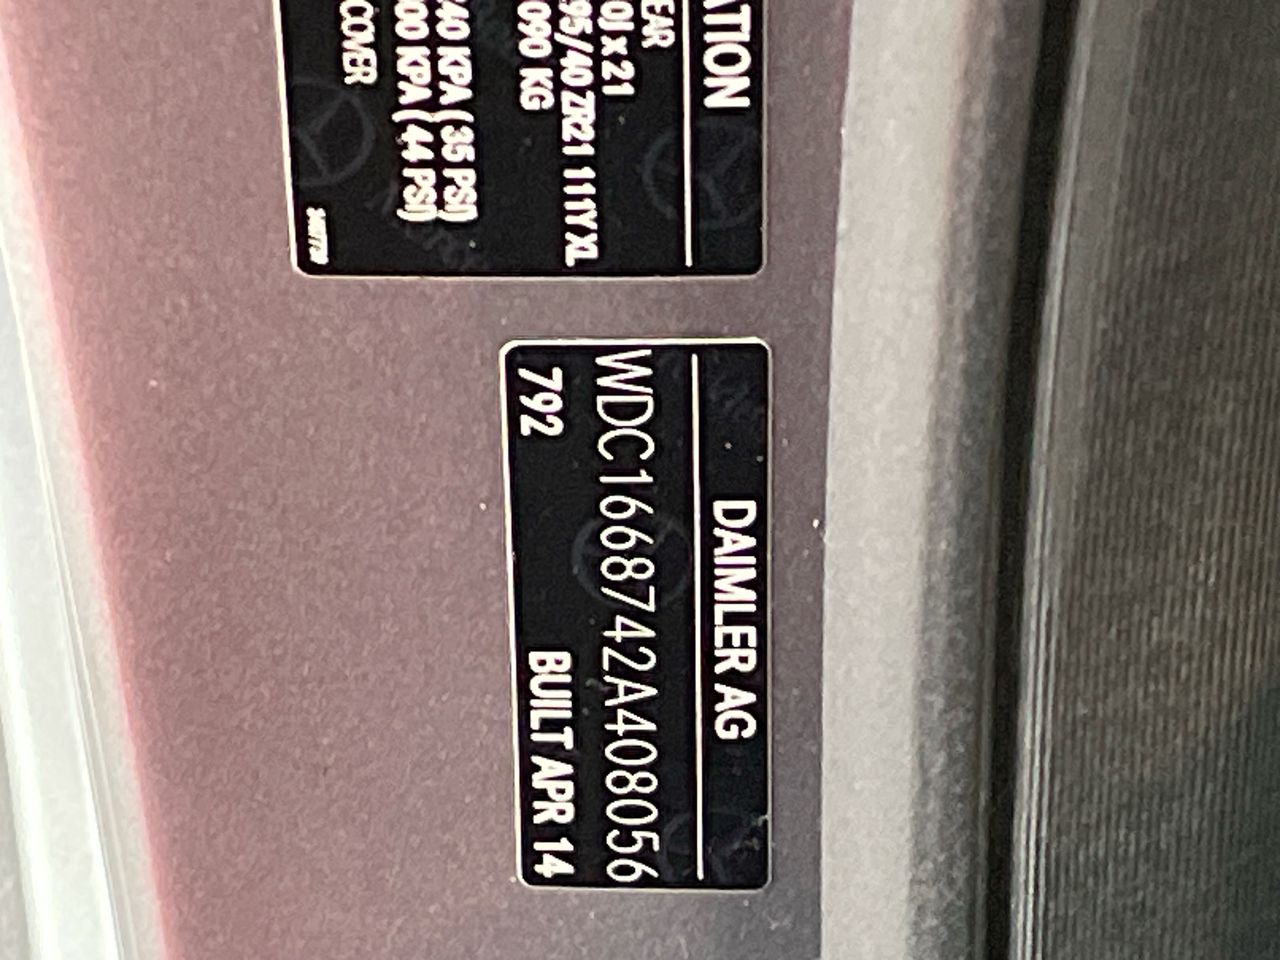 ATION
EAR
0J x 21
95//40 ZR21 111Y XL
090 KG
240 KPA ( 35 PSI)
00 KPA ( 44 PSI)
COVER
DAIMLER AG
WDC1668742A408056
792 BUILT APR 14